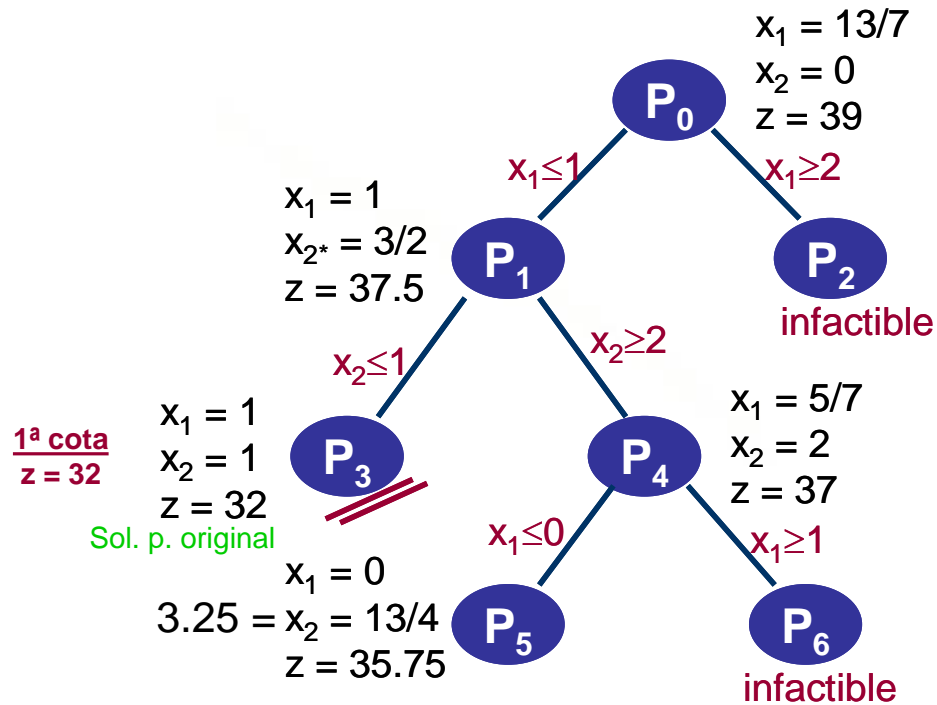 x₁ = 13/7
x₂ = 0
z = 39
P₀
x₁≤1
x₁≥2
x₁ = 1
x₂* = 3/2
z = 37.5
P₁
P₂
infactible
x₂≤1
x₂≥2
1ª cota
z = 32
x₁ = 1
x₂ = 1
z = 32
Sol. p. original
P₃
P₄
x₁ = 5/7
x₂ = 2
z = 37
x₁≤0
x₁≥1
x₁ = 0
3.25 = x₂ = 13/4
z = 35.75
P₅
P₆
infactible